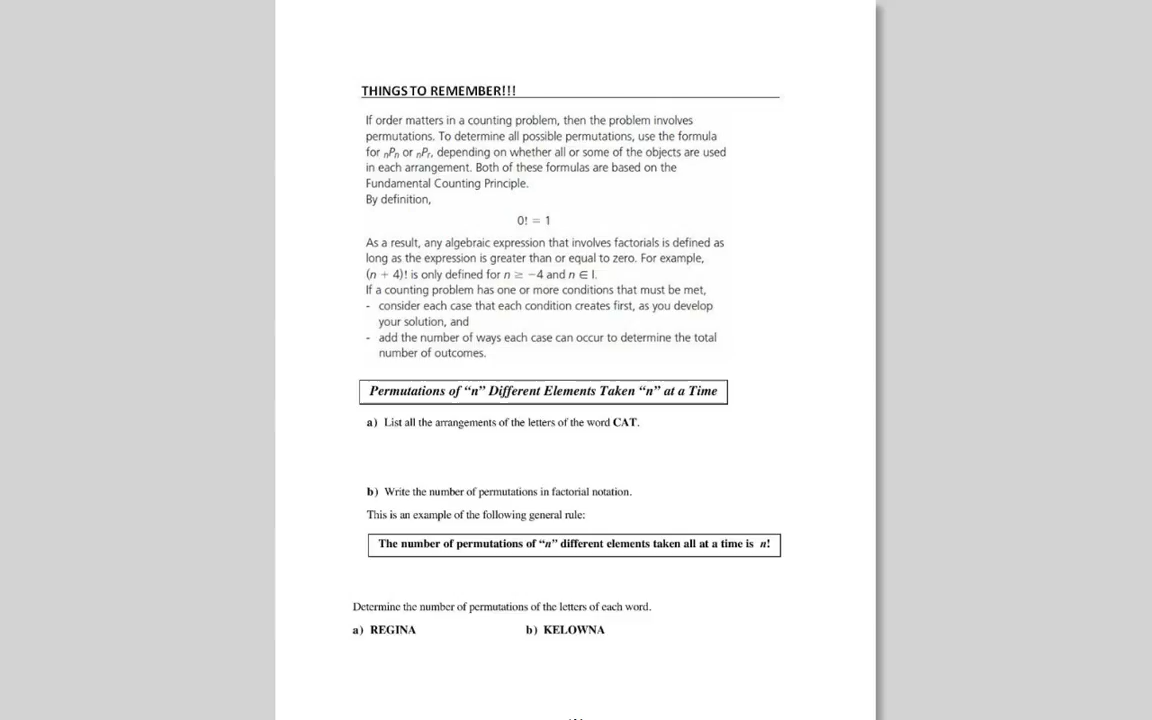 THINGS TO REMEMBER!!!
If order matters in a counting problem, then the problem involves
permutations. To determine all possible permutations, use the formula
for nPn or nPr, depending on whether all or some of the objects are used
in each arrangement. Both of these formulas are based on the
Fundamental Counting Principle.
By definition,
0! = 1
As a result, any algebraic expression that involves factorials is defined as
long as the expression is greater than or equal to zero. For example,
(n + 4)! is only defined for n ≥ −4 and n ∈ I.
If a counting problem has one or more conditions that must be met,
- consider each case that each condition creates first, as you develop
your solution, and
- add the number of ways each case can occur to determine the total
number of outcomes.
Permutations of “n” Different Elements Taken “n” at a Time
a) List all the arrangements of the letters of the word CAT.
b) Write the number of permutations in factorial notation.
This is an example of the following general rule:
The number of permutations of “n” different elements taken all at a time is n!
Determine the number of permutations of the letters of each word.
a) REGINA b) KELOWNA